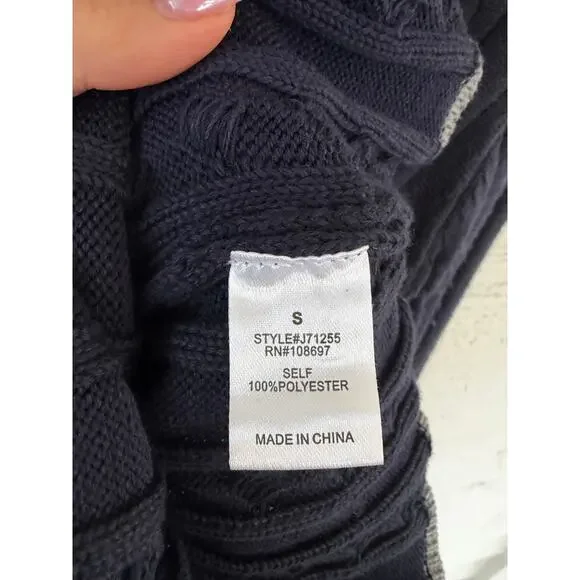 S
STYLE#J71255
RN#108697
SELF
100%POLYESTER
MADE IN CHINA